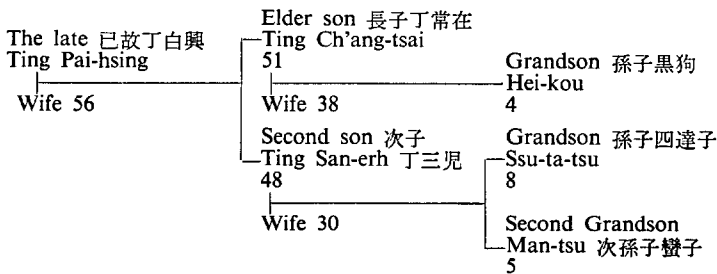 The late 已故丁白興
Ting Pai-hsing
Wife 56
Elder son 長子丁常在
Ting Ch'ang-tsai
51
Wife 38
Second son 次子
Ting San-erh 丁三児
48
Wife 30
Grandson 孫子黒狗
Hei-kou
4
Grandson 孫子四達子
Ssu-ta-tsu
8
Second Grandson
Man-tsu 次孫子蠻子
5